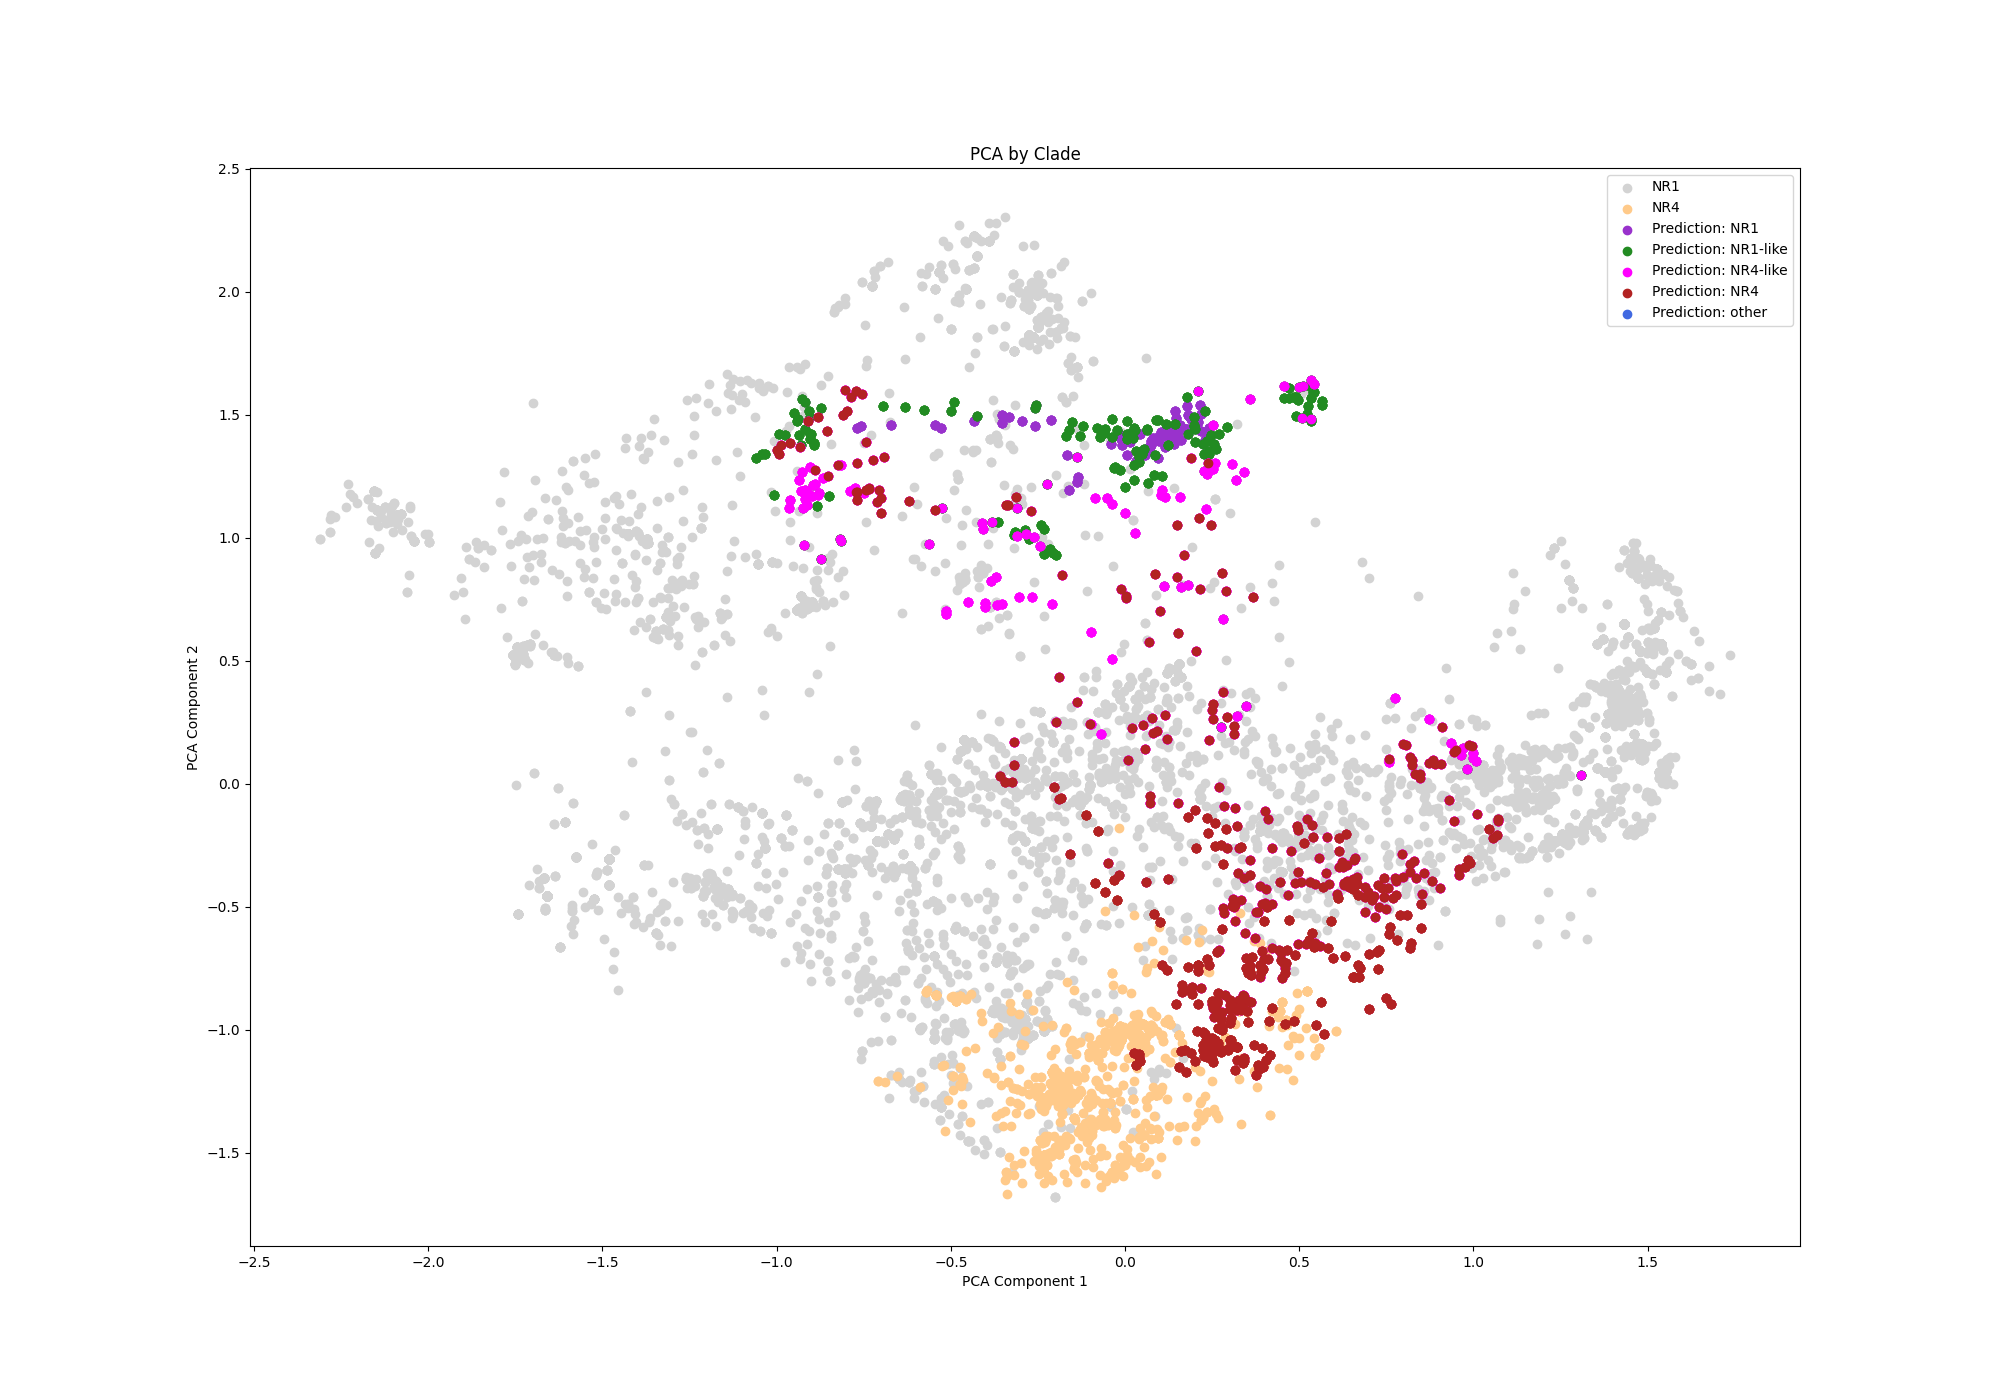 PCA by Clade
2.5
2.0
1.5
1.0
0.5
0.0
−0.5
−1.0
−1.5
PCA Component 2
−2.5
−2.0
−1.5
−1.0
−0.5
0.0
0.5
1.0
1.5
PCA Component 1
NR1
NR4
Prediction: NR1
Prediction: NR1-like
Prediction: NR4-like
Prediction: NR4
Prediction: other